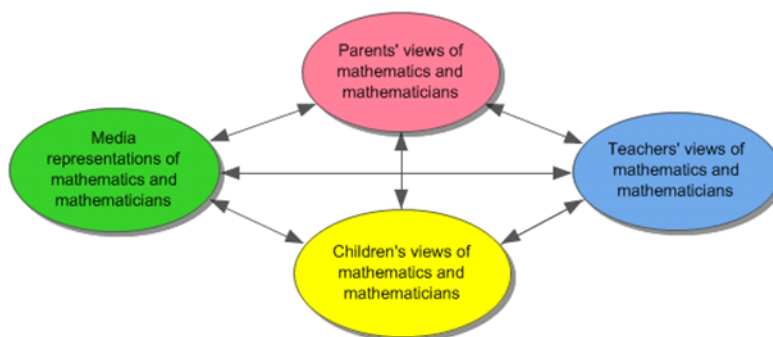 Parents' views of
mathematics and
mathematicians
Media
representations of
mathematics and
mathematicians
Teachers' views of
mathematics and
mathematicians
Children's views of
mathematics and
mathematicians